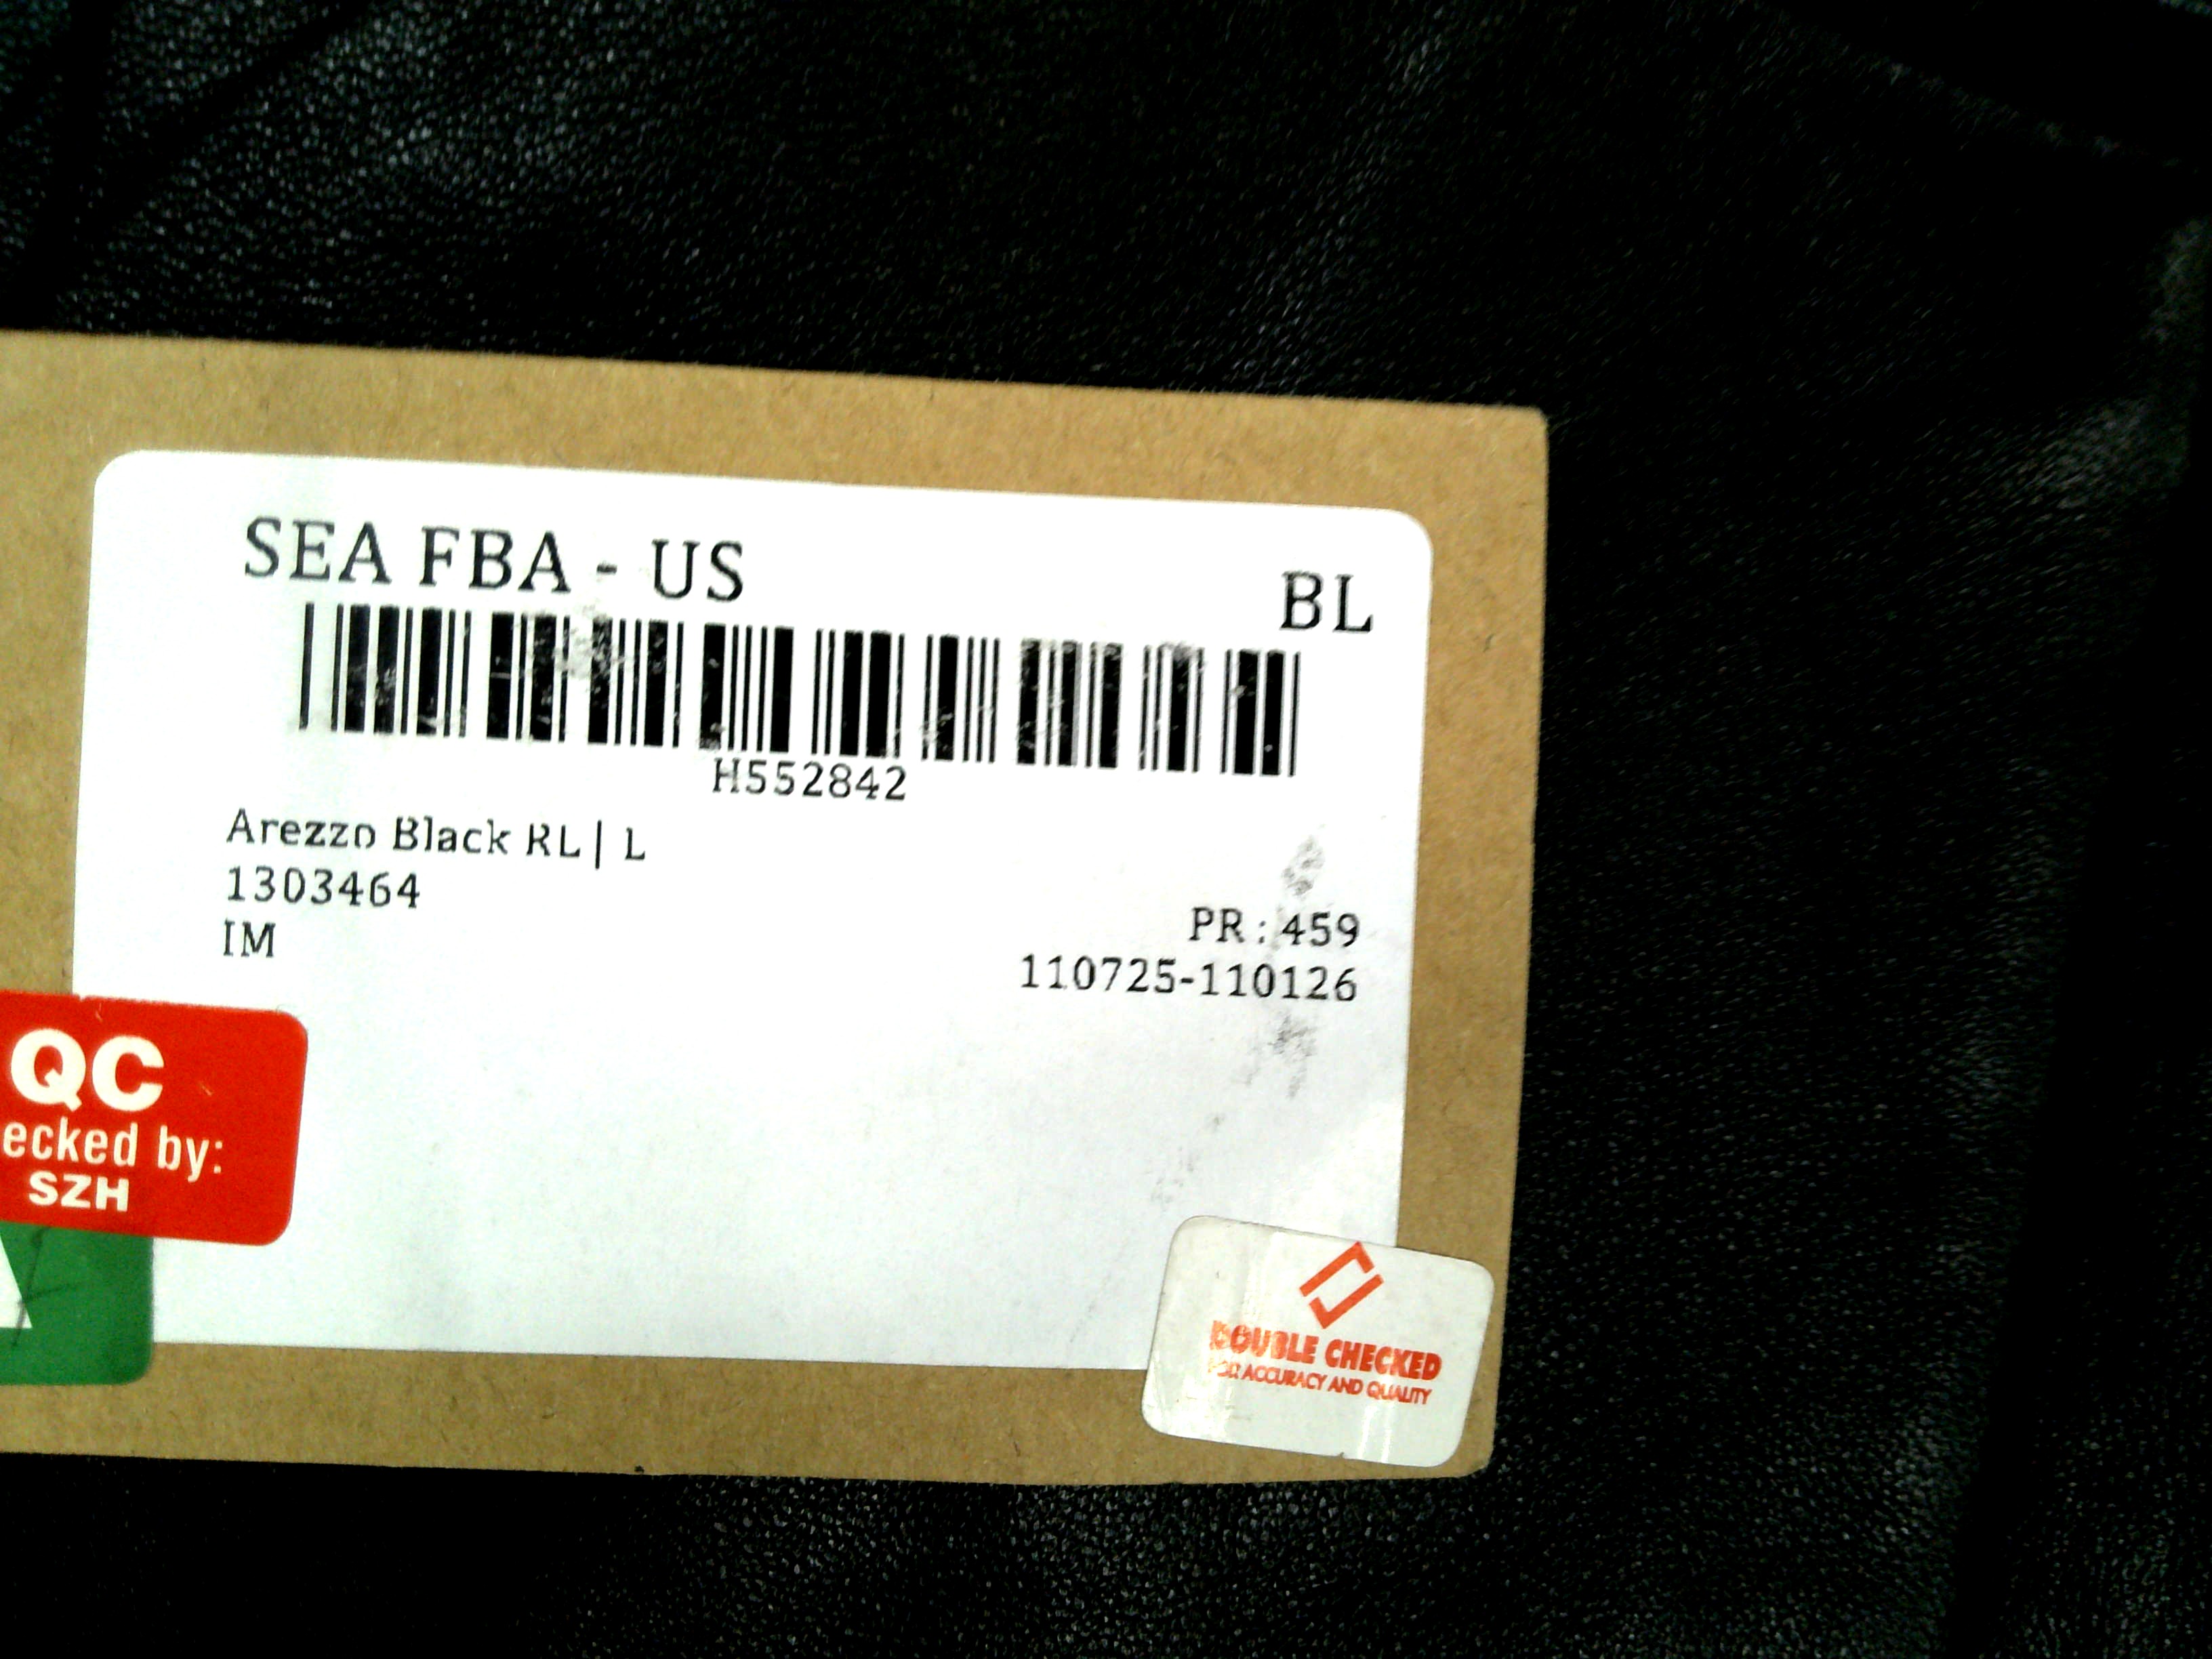 SEA FBA - US
BL
H552842
Arezzo Black RL| L
1303464
IM
PR : 459
110725-110126
QC
ecked by:
SZH
DOUBLE CHECKED
FOR ACCURACY AND QUALITY